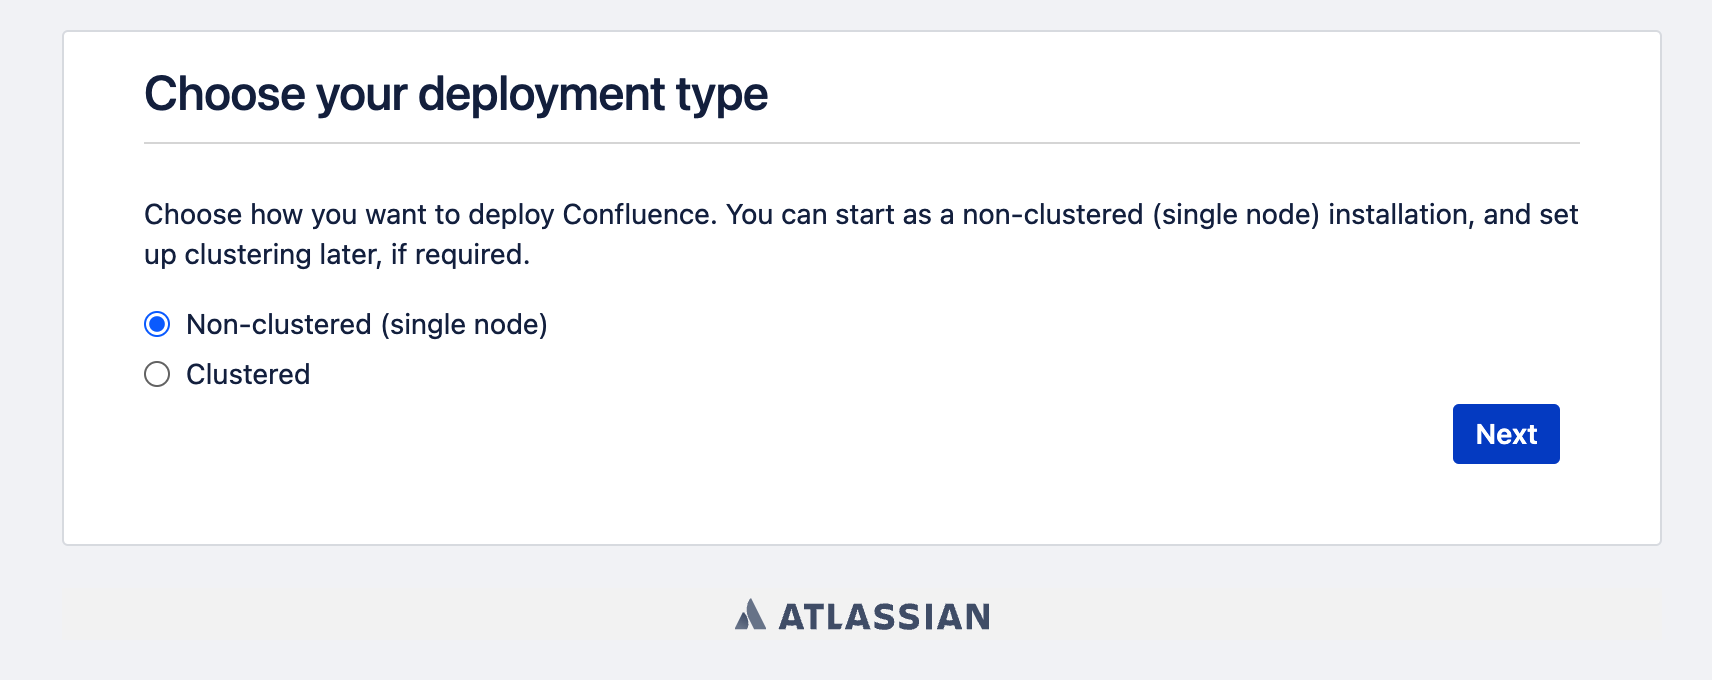 Choose your deployment type
Choose how you want to deploy Confluence. You can start as a non-clustered (single node) installation, and set
up clustering later, if required.
Non-clustered (single node)
Clustered
Next
ATLASSIAN